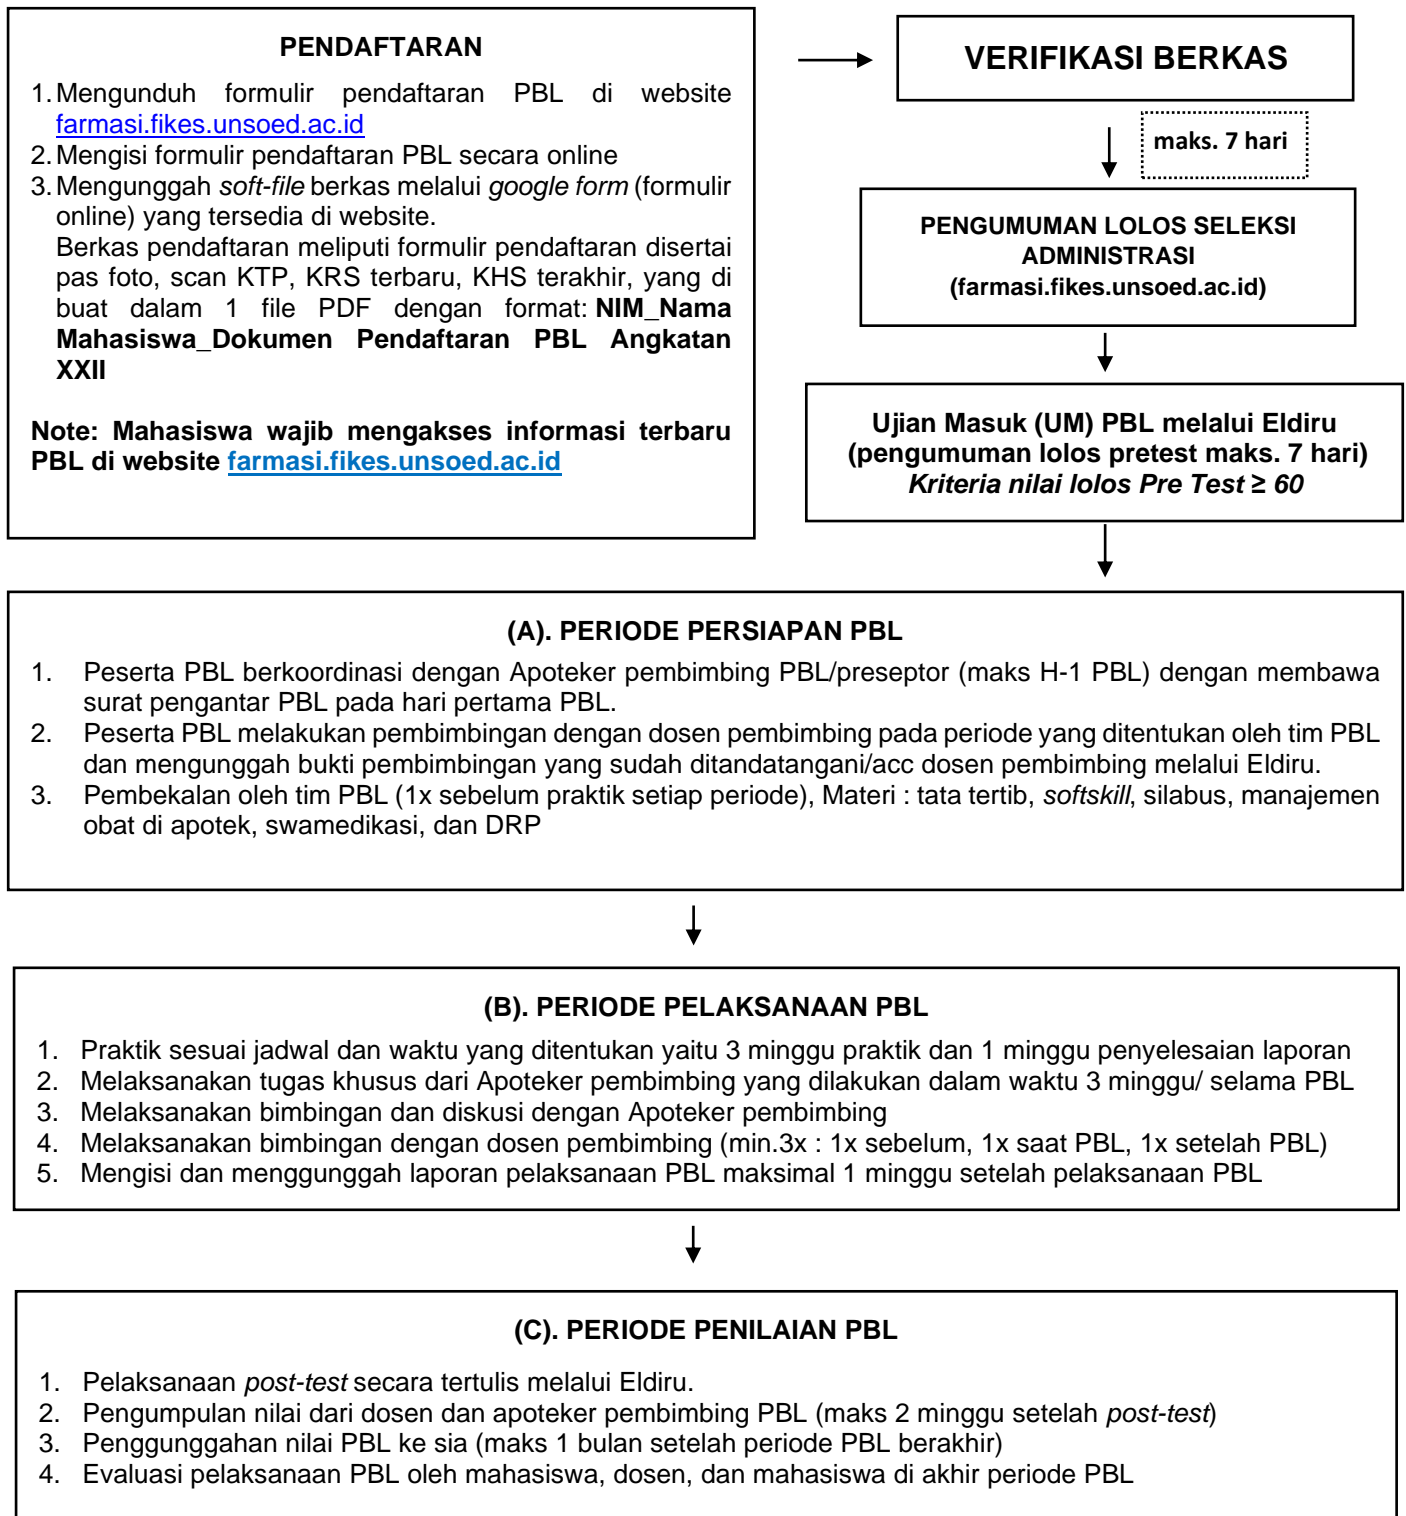 PENDAFTARAN
1. Mengunduh formulir pendaftaran PBL di website
farmasi.fikes.unsoed.ac.id
2. Mengisi formulir pendaftaran PBL secara online
3. Mengunggah soft-file berkas melalui google form (formulir
online) yang tersedia di website.
Berkas pendaftaran meliputi formulir pendaftaran disertai
pas foto, scan KTP, KRS terbaru, KHS terakhir, yang di
buat dalam 1 file PDF dengan format: NIM_Nama
Mahasiswa_Dokumen Pendaftaran PBL Angkatan
XXII
Note: Mahasiswa wajib mengakses informasi terbaru
PBL di website farmasi.fikes.unsoed.ac.id
VERIFIKASI BERKAS
maks. 7 hari
PENGUMUMAN LOLOS SELEKSI
ADMINISTRASI
(farmasi.fikes.unsoed.ac.id)
Ujian Masuk (UM) PBL melalui Eldiru
(pengumuman lolos pretest maks. 7 hari)
Kriteria nilai lolos Pre Test ≥ 60
(A). PERIODE PERSIAPAN PBL
1. Peserta PBL berkoordinasi dengan Apoteker pembimbing PBL/preseptor (maks H-1 PBL) dengan membawa
surat pengantar PBL pada hari pertama PBL.
2. Peserta PBL melakukan pembimbingan dengan dosen pembimbing pada periode yang ditentukan oleh tim PBL
dan mengunggah bukti pembimbingan yang sudah ditandatangani/acc dosen pembimbing melalui Eldiru.
3. Pembekalan oleh tim PBL (1x sebelum praktik setiap periode), Materi : tata tertib, softskill, silabus, manajemen
obat di apotek, swamedikasi, dan DRP
(B). PERIODE PELAKSANAAN PBL
1. Praktik sesuai jadwal dan waktu yang ditentukan yaitu 3 minggu praktik dan 1 minggu penyelesaian laporan
2. Melaksanakan tugas khusus dari Apoteker pembimbing yang dilakukan dalam waktu 3 minggu/ selama PBL
3. Melaksanakan bimbingan dan diskusi dengan Apoteker pembimbing
4. Melaksanakan bimbingan dengan dosen pembimbing (min.3x : 1x sebelum, 1x saat PBL, 1x setelah PBL)
5. Mengisi dan menggunggah laporan pelaksanaan PBL maksimal 1 minggu setelah pelaksanaan PBL
(C). PERIODE PENILAIAN PBL
1. Pelaksanaan post-test secara tertulis melalui Eldiru.
2. Pengumpulan nilai dari dosen dan apoteker pembimbing PBL (maks 2 minggu setelah post-test)
3. Penggunggahan nilai PBL ke sia (maks 1 bulan setelah periode PBL berakhir)
4. Evaluasi pelaksanaan PBL oleh mahasiswa, dosen, dan mahasiswa di akhir periode PBL